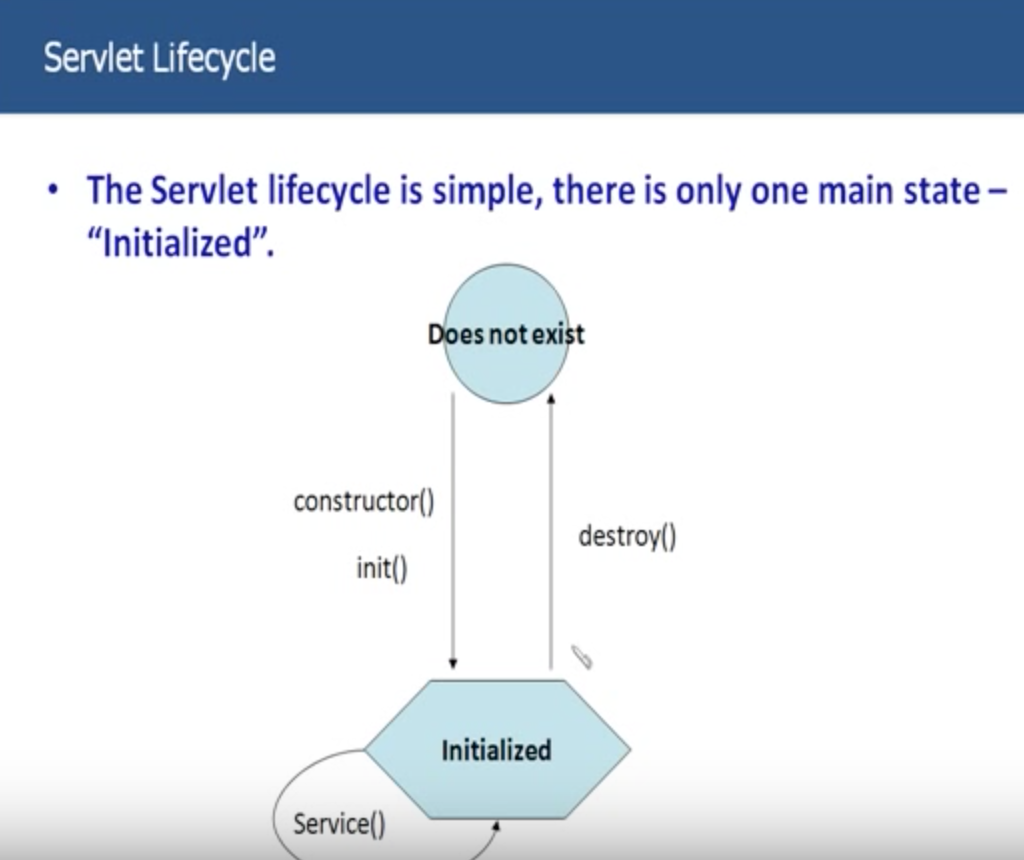 Servlet Lifecycle
• The Servlet lifecycle is simple, there is only one main state –
“Initialized”.
Does not exist
constructor()
destroy()
init()
Initialized
Service()